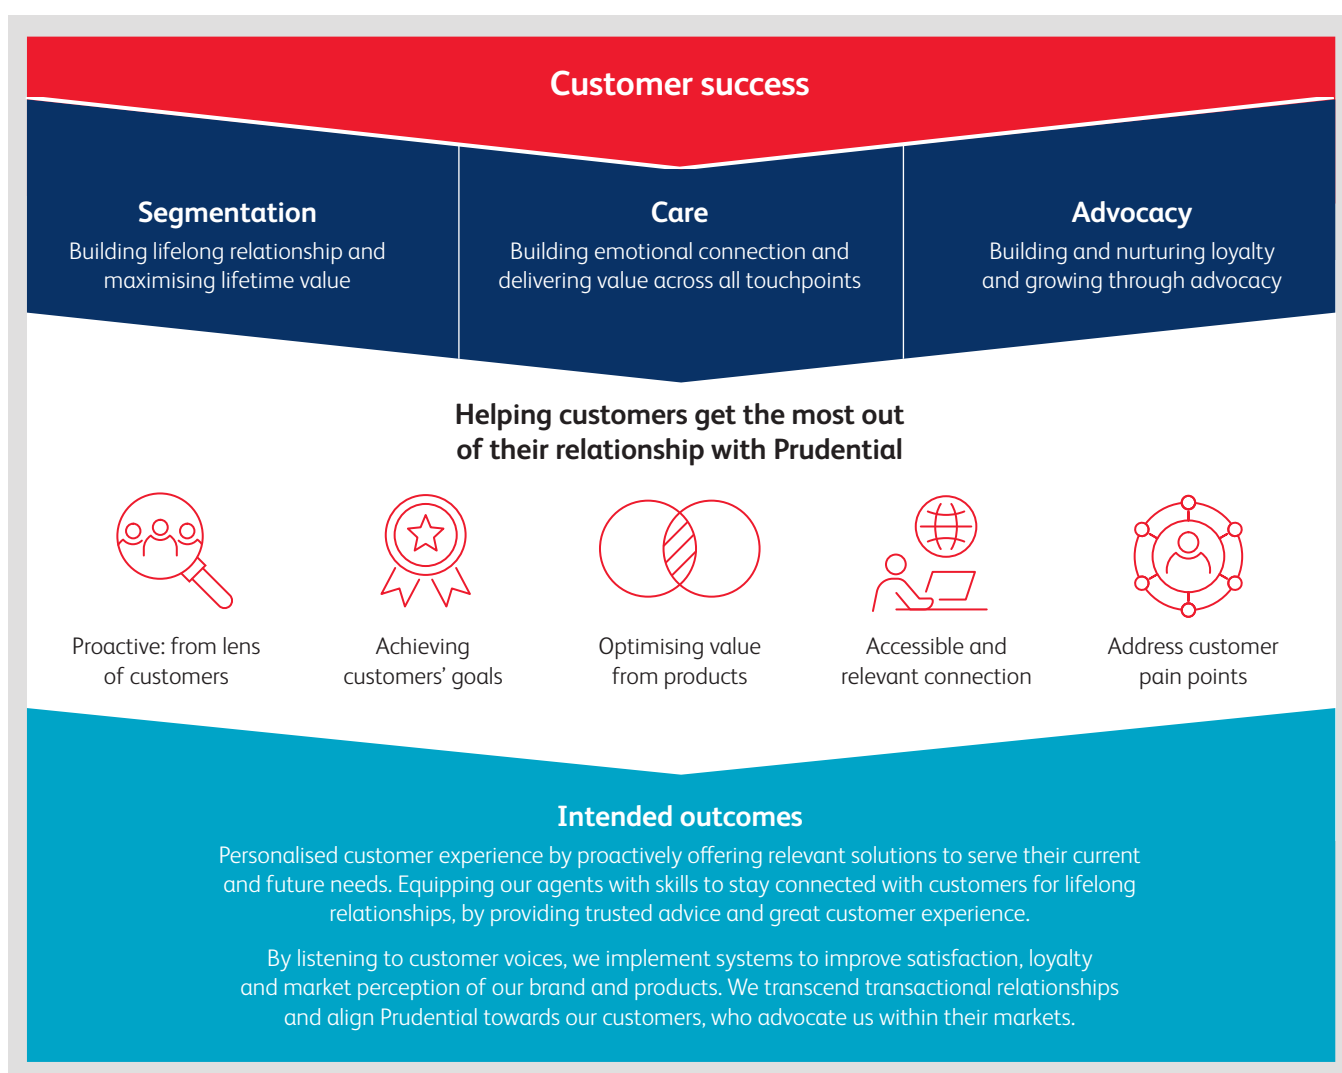 Customer success
Segmentation
Building lifelong relationship and
maximising lifetime value
Care
Building emotional connection and
delivering value across all touchpoints
Advocacy
Building and nurturing loyalty
and growing through advocacy
Helping customers get the most out
of their relationship with Prudential
Proactive: from lens
of customers
Achieving
customers’ goals
Optimising value
from products
Accessible and
relevant connection
Address customer
pain points
Intended outcomes
Personalised customer experience by proactively offering relevant solutions to serve their current
and future needs. Equipping our agents with skills to stay connected with customers for lifelong
relationships, by providing trusted advice and great customer experience.
By listening to customer voices, we implement systems to improve satisfaction, loyalty
and market perception of our brand and products. We transcend transactional relationships
and align Prudential towards our customers, who advocate us within their markets.